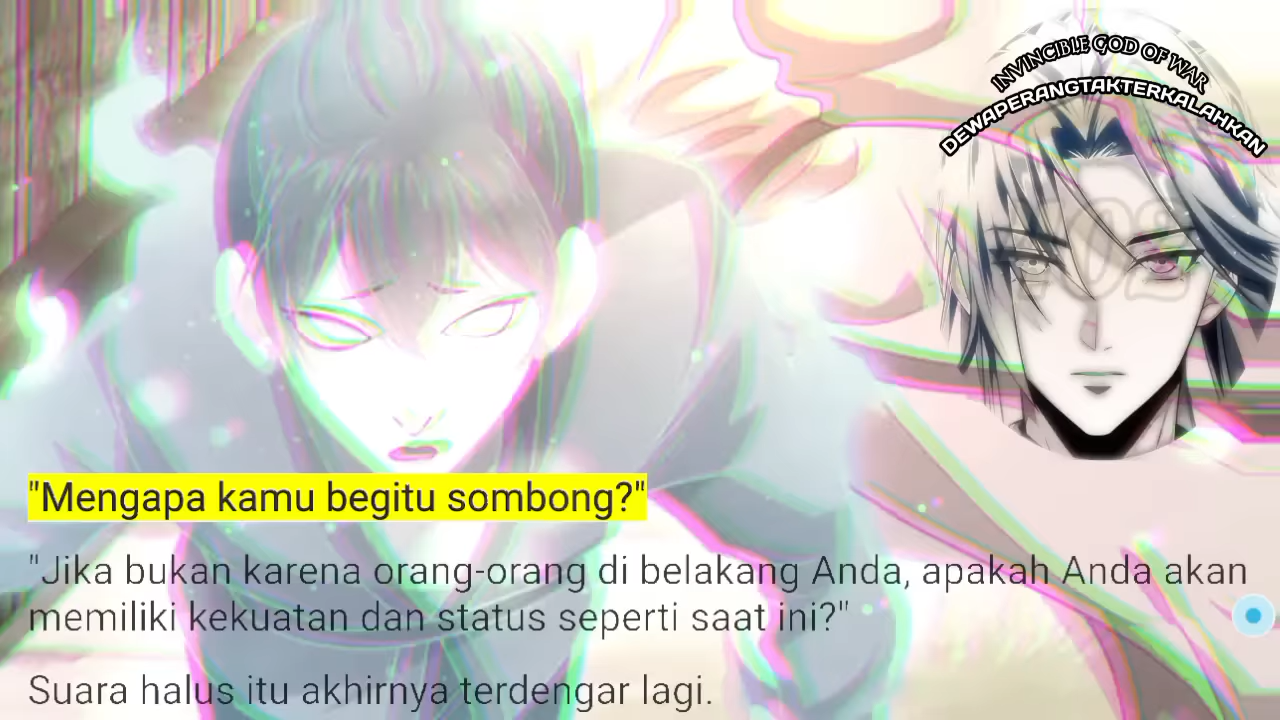 INVINCIBLE GOD OF WAR
DEWAPERANGTAKTERKALAHKAN
"Mengapa kamu begitu sombong?"
"Jika bukan karena orang-orang di belakang Anda, apakah Anda akan
memiliki kekuatan dan status seperti saat ini?"
Suara halus itu akhirnya terdengar lagi.